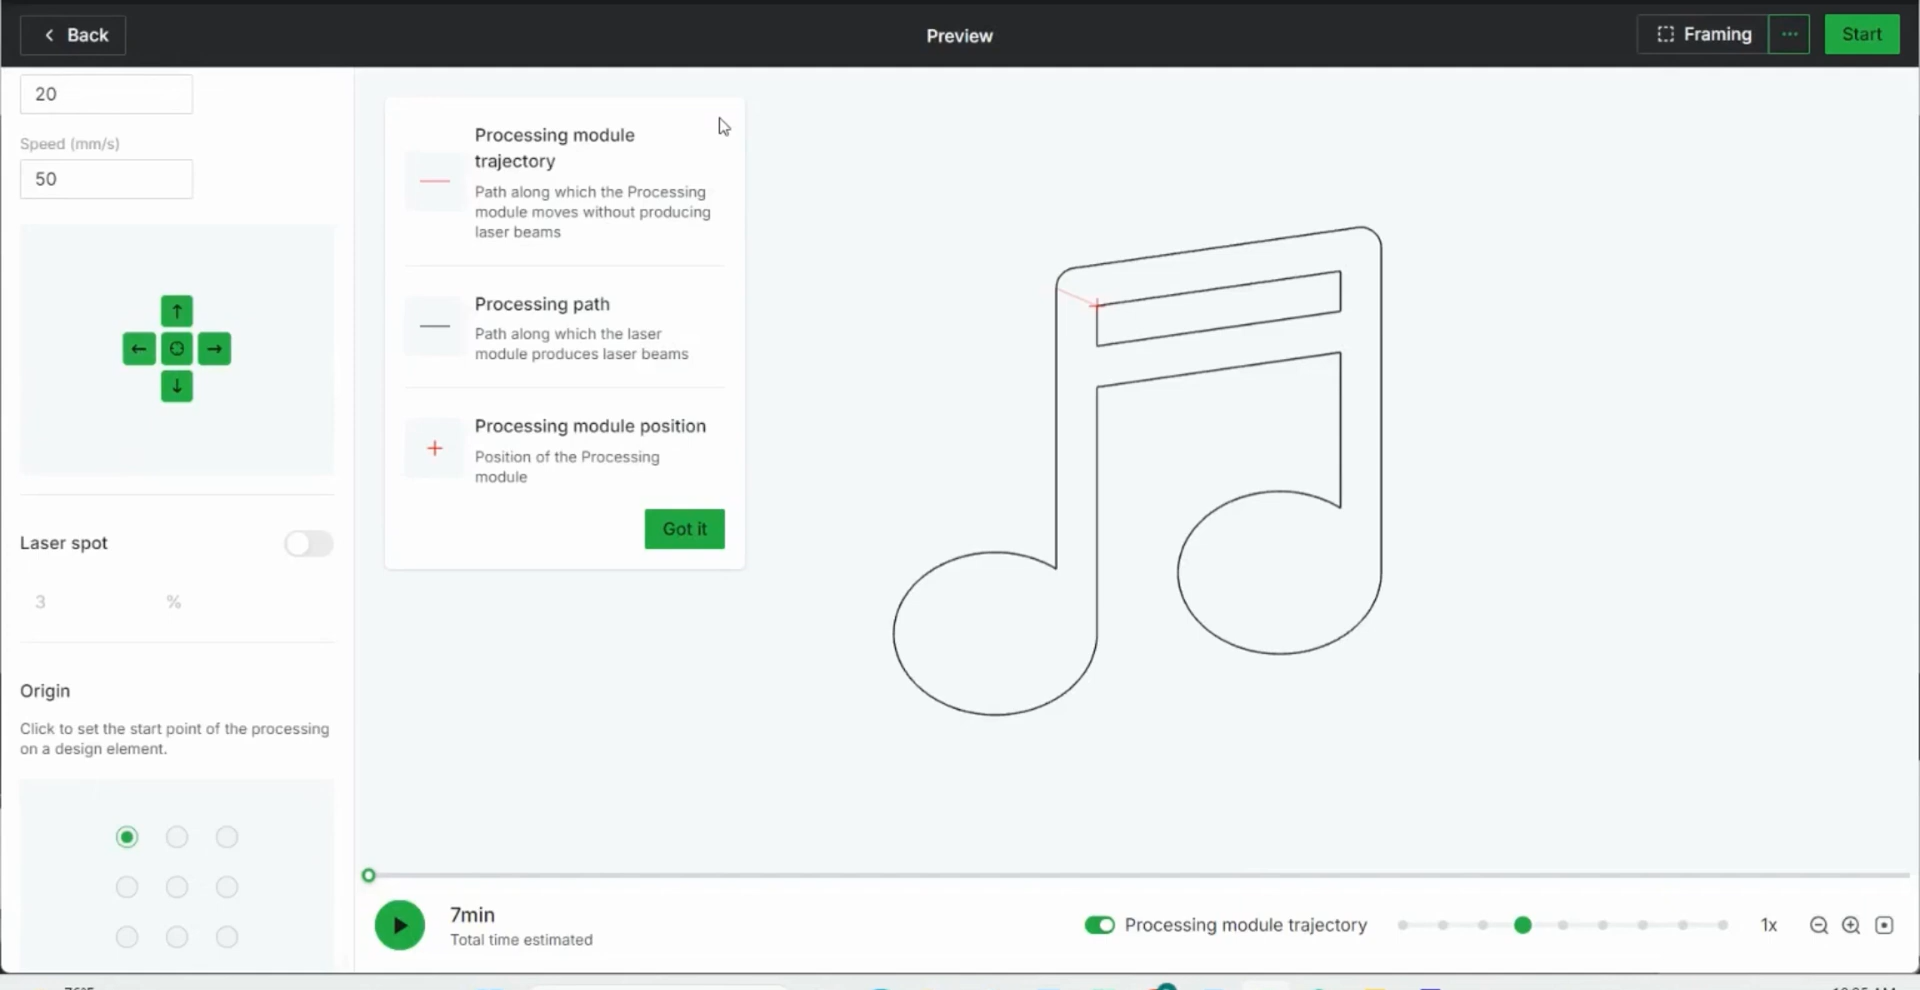 Back
Preview
Framing
Start
20
Speed (mm/s)
50
Laser spot
3 %
Origin
Click to set the start point of the processing
on a design element.
Processing module
trajectory
Path along which the Processing
module moves without producing
laser beams
Processing path
Path along which the laser
module produces laser beams
Processing module position
Position of the Processing
module
Got it
7min
Total time estimated
Processing module trajectory
1x